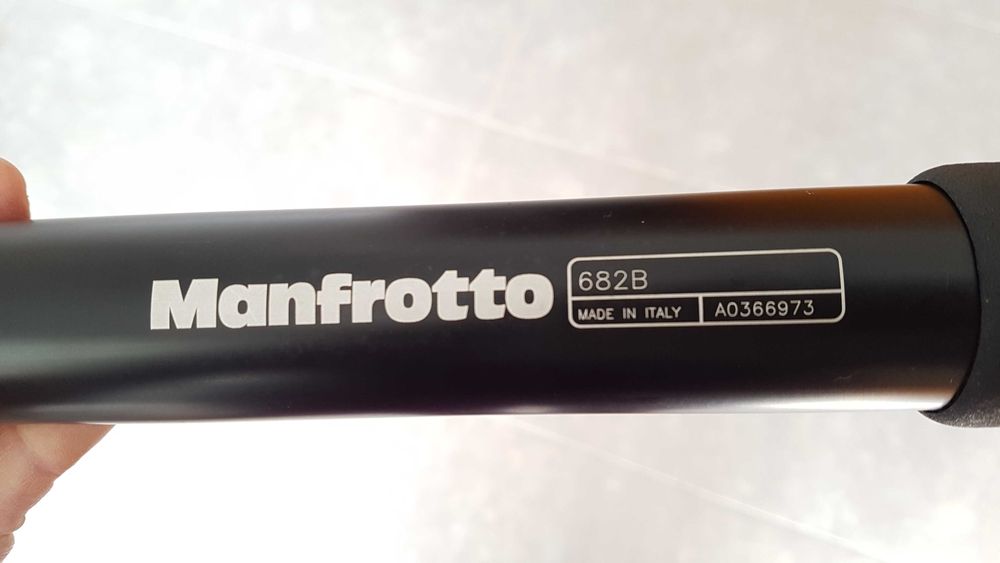 Manfrotto
682B
MADE IN ITALY
A0366973